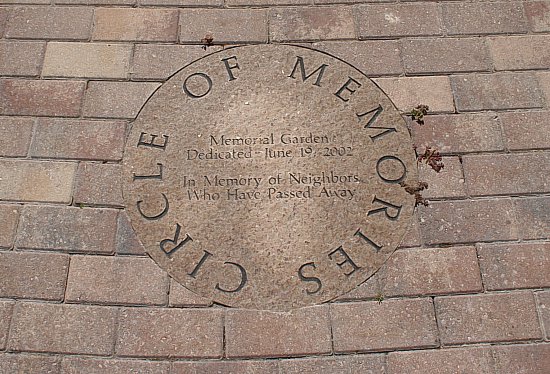 CIRCLE OF MEMORIES
Memorial Garden
Dedicated - June 19, 2002
In Memory of Neighbors
Who Have Passed Away